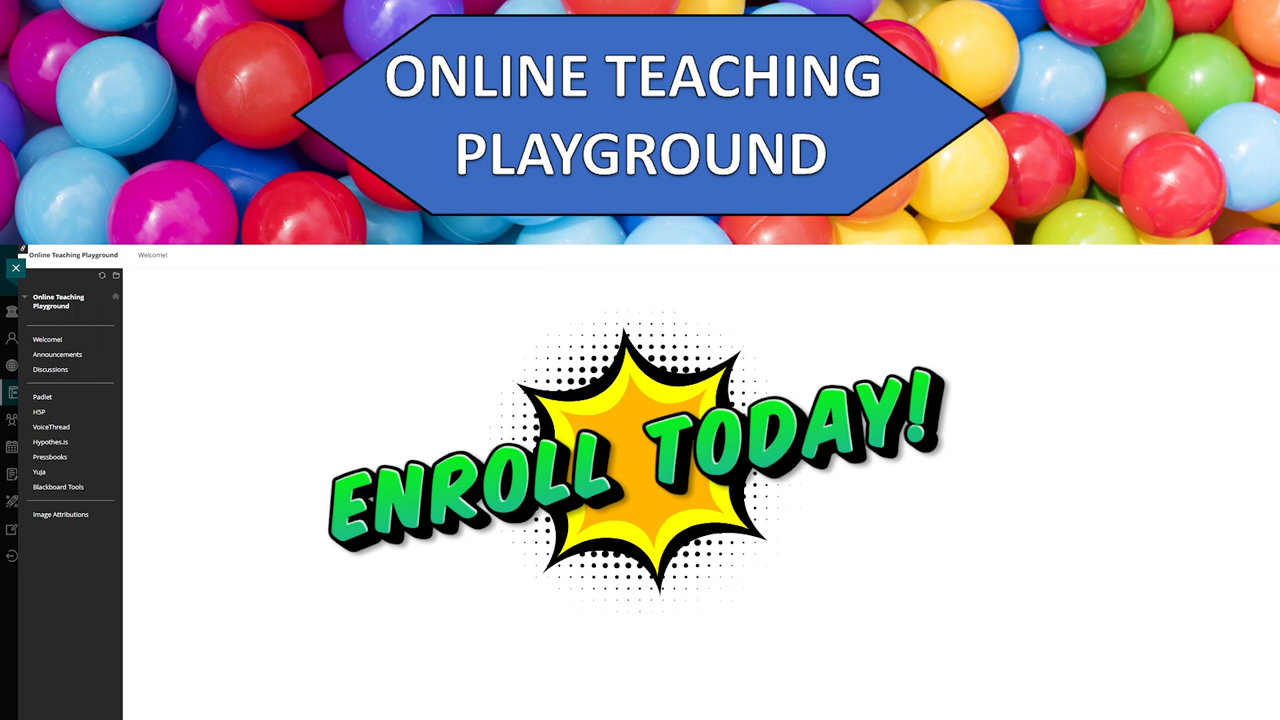 ONLINE TEACHING
PLAYGROUND
Online Teaching Playground
Welcome!
Online Teaching
Playground
Welcome!
Announcements
Discussions
Padlet
H5P
VoiceThread
Hypothes.is
Pressbooks
YuJa
Blackboard Tools
Image Attributions
ENROLL TODAY!